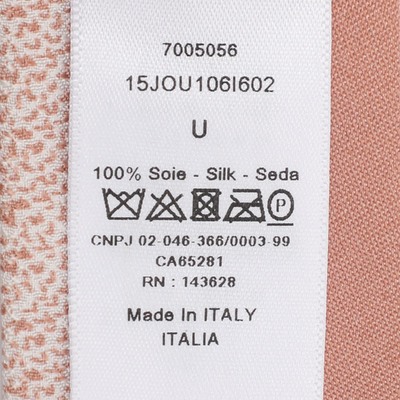 7005056
15JOU106I602
U
100% Soie - Silk - Seda
P
CNPJ 02-046-366/0003-99
CA65281
RN : 143628
Made In ITALY
ITALIA